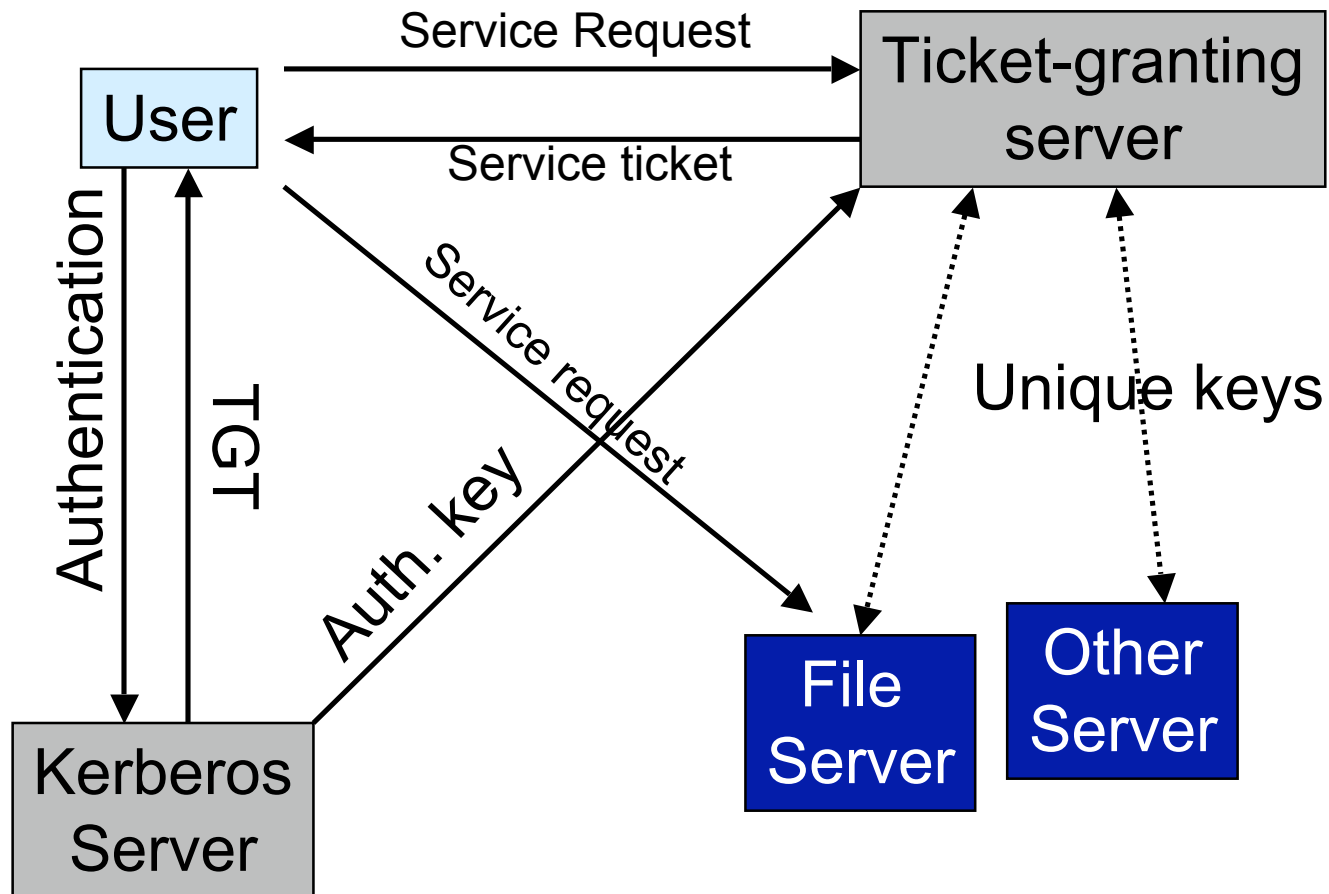 Service Request
Ticket-granting
server
User
Service ticket
Authentication
TGT
Service request
Auth. key
Unique keys
File
Server
Other
Server
Kerberos
Server